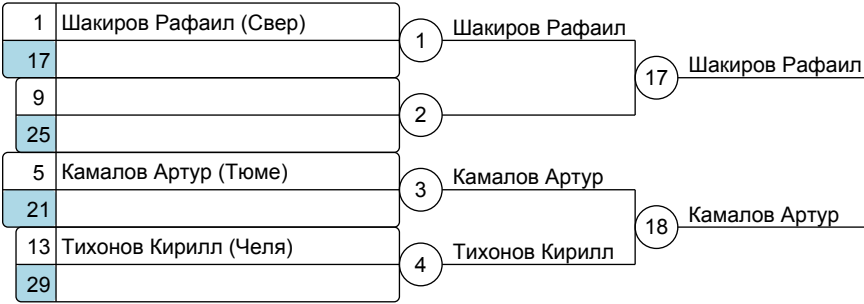 1 Шакиров Рафаил (Свер)
1 Шакиров Рафаил
17
17 Шакиров Рафаил
9
2
25
5 Камалов Артур (Тюме)
3 Камалов Артур
21
18 Камалов Артур
13 Тихонов Кирилл (Челя)
4 Тихонов Кирилл
29